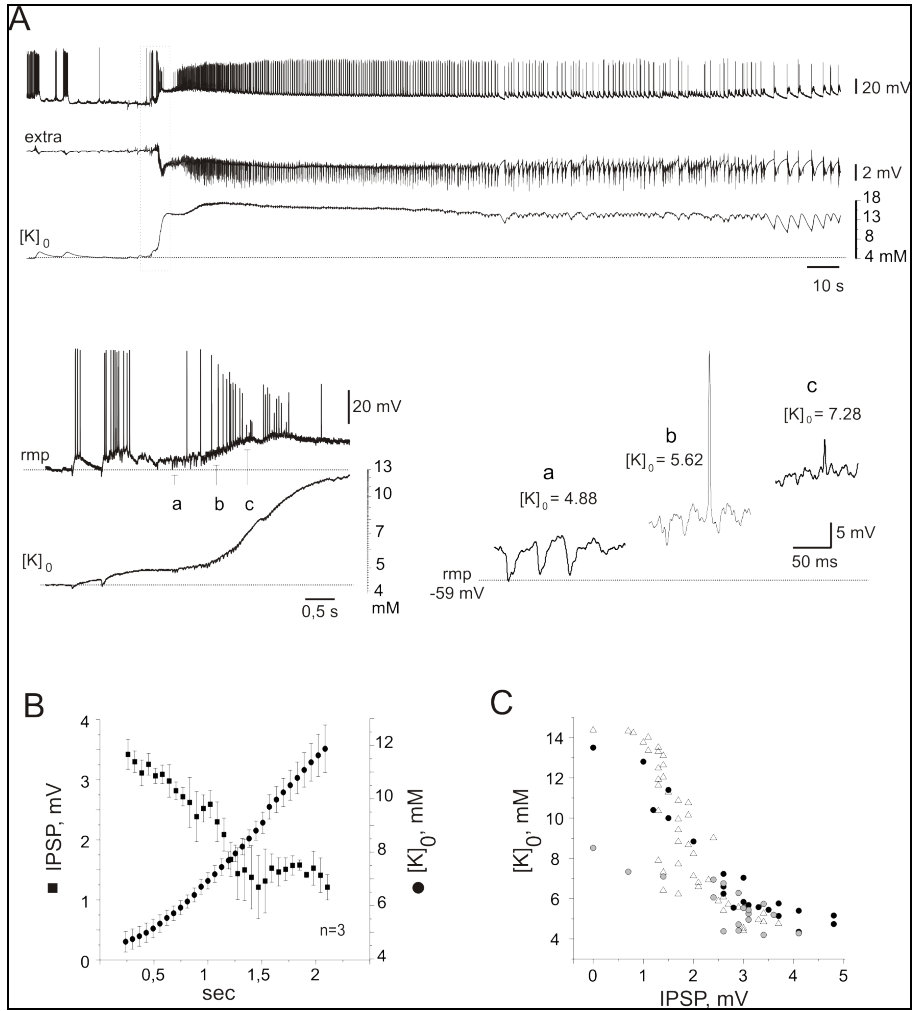 A
20 mV
extra
2 mV
18
13
[K]0
8
4 mM
10 s
20 mV
rmp
a b c
13
10
7
[K]0
5
4
mM
0,5 s
c
[K]0 = 7.28
b
[K]0 = 5.62
a
[K]0 = 4.88
5 mV
50 ms
rmp
-59 mV
B
4
3
2
1
0
IPSP, mV
12
10
8
6
4
[K]0, mM
n=3
0,5 1 1,5 2
sec
C
14
12
10
8
6
4
[K]0, mM
0 1 2 3 4 5
IPSP, mV